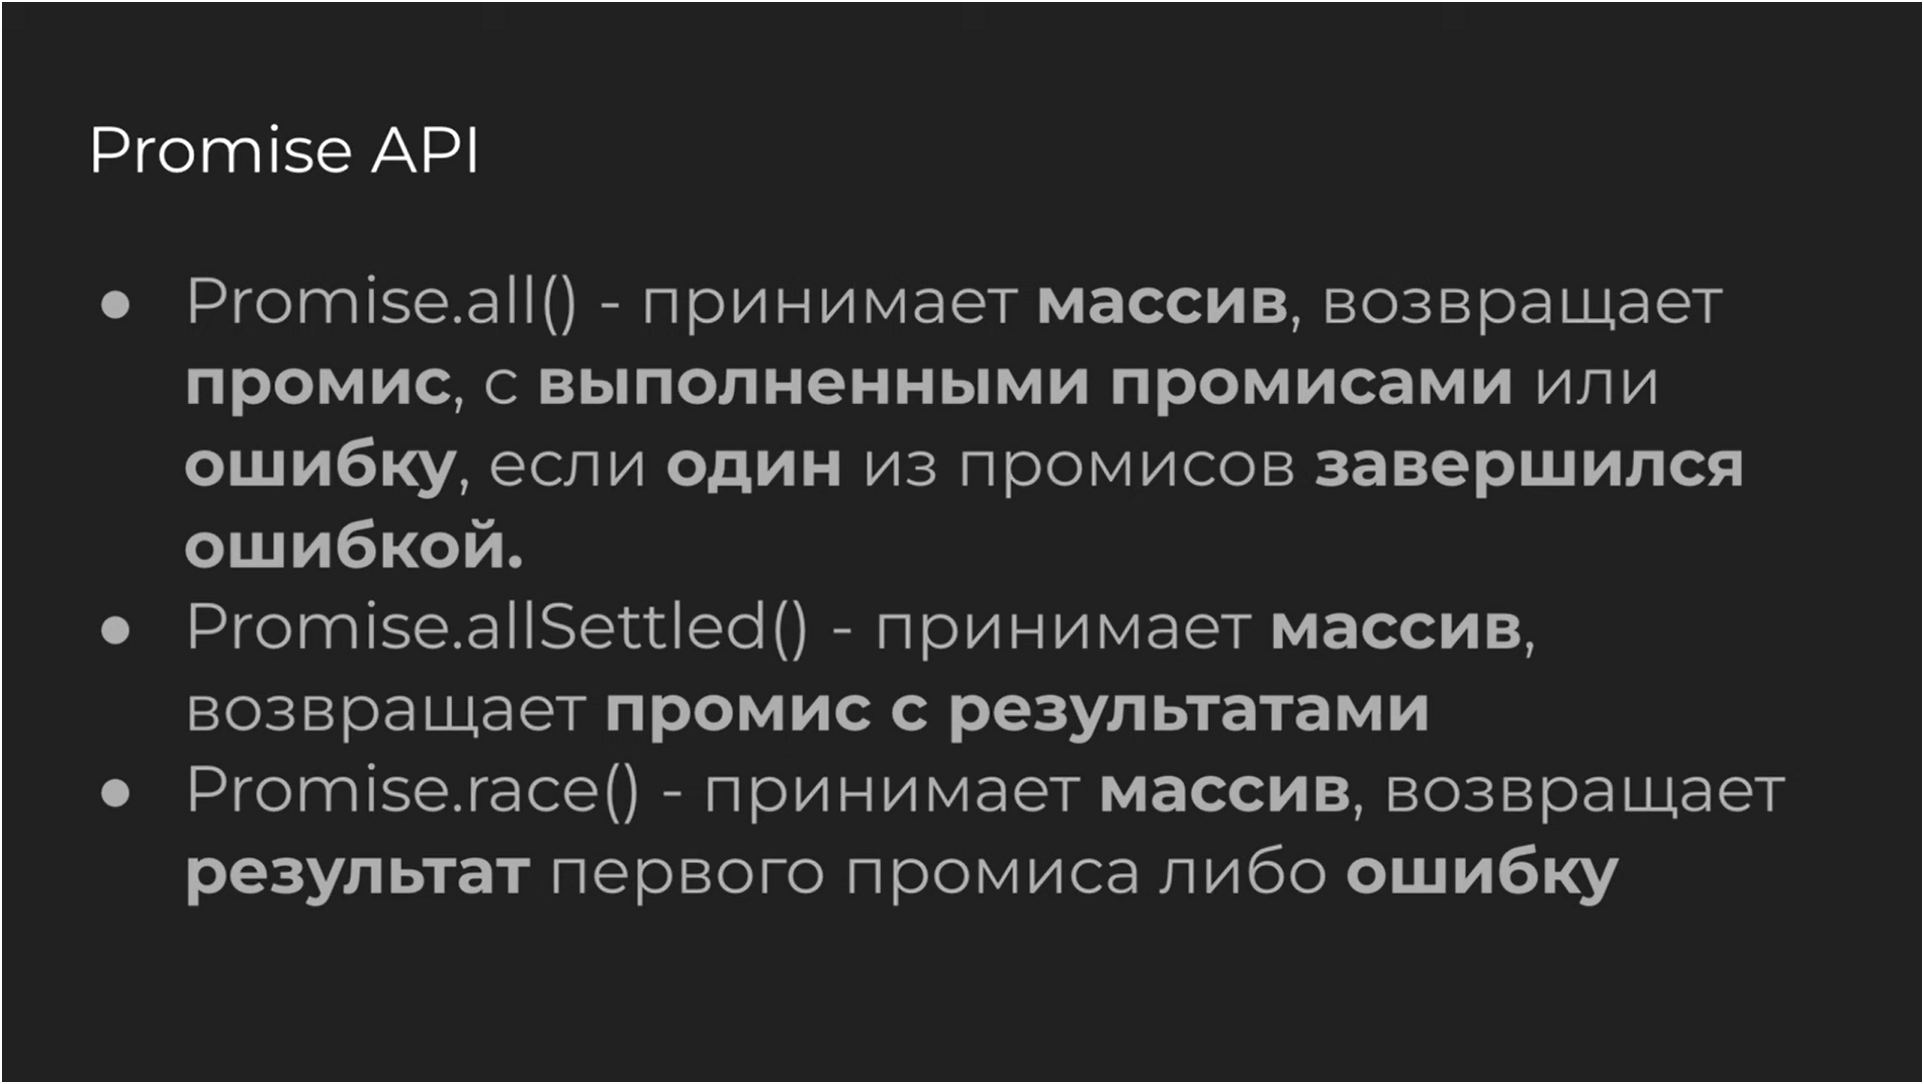 Promise API
● Promise.all() - принимает массив, возвращает
промис, с выполненными промисами или
ошибку, если один из промисов завершился
ошибкой.
● Promise.allSettled() - принимает массив,
возвращает промис с результатами
● Promise.race() - принимает массив, возвращает
результат первого промиса либо ошибку